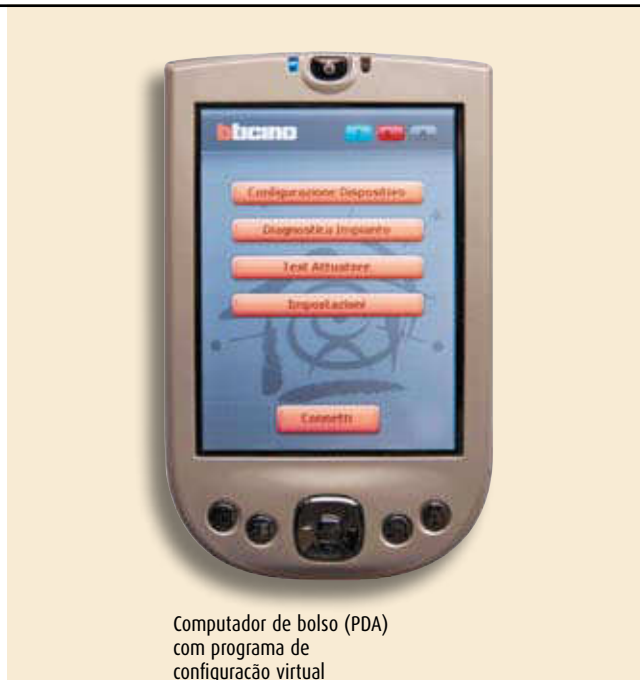 bticino
Configurazione Dispositivo
Diagnostica Impianto
Test Attuatore
Impostazioni
Connetti
Computador de bolso (PDA)
com programa de
configuração virtual